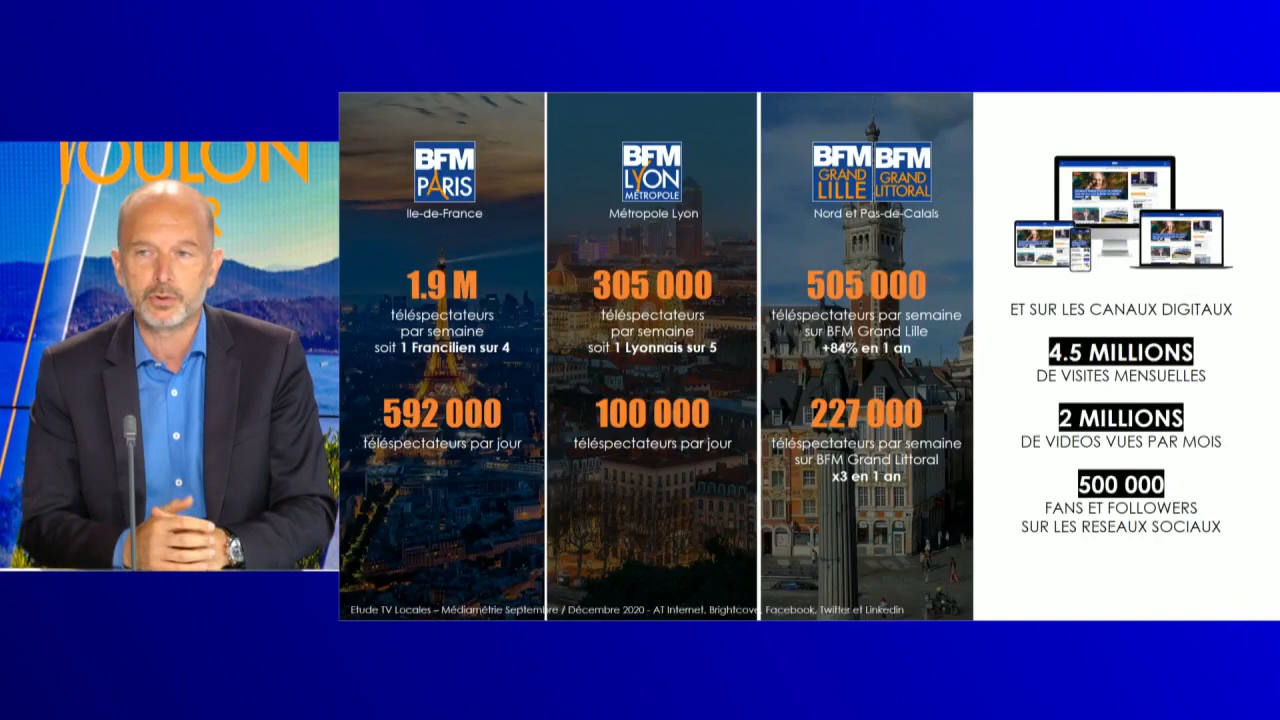 TOULON
BFM
PARIS
Ile-de-France
1.9 M
téléspectateurs
par semaine
soit 1 Francilien sur 4
592 000
téléspectateurs par jour
BFM
LYON
MÉTROPOLE
Métropole Lyon
305 000
téléspectateurs
par semaine
soit 1 Lyonnais sur 5
100 000
téléspectateurs par jour
BFM
GRAND
LILLE
BFM
GRAND
LITTORAL
Nord et Pas-de-Calais
505 000
téléspectateurs par semaine
sur BFM Grand Lille
+84% en 1 an
227 000
téléspectateurs par semaine
sur BFM Grand Littoral
x3 en 1 an
Etude TV Locales – Médiamétrie Septembre / Décembre 2020 - AT Internet, Brightcove, Facebook, Twitter et Linkedin
ET SUR LES CANAUX DIGITAUX
4.5 MILLIONS
DE VISITES MENSUELLES
2 MILLIONS
DE VIDEOS VUES PAR MOIS
500 000
FANS ET FOLLOWERS
SUR LES RESEAUX SOCIAUX